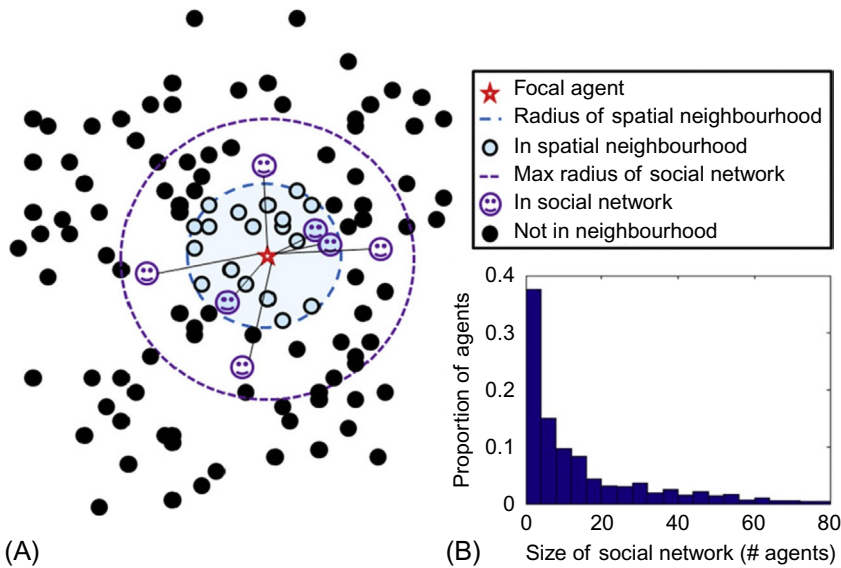 Focal agent
Radius of spatial neighbourhood
In spatial neighbourhood
Max radius of social network
In social network
Not in neighbourhood
(A)
0.4
0.3
0.2
0.1
0
Proportion of agents
0 20 40 60 80
Size of social network (# agents)
(B)